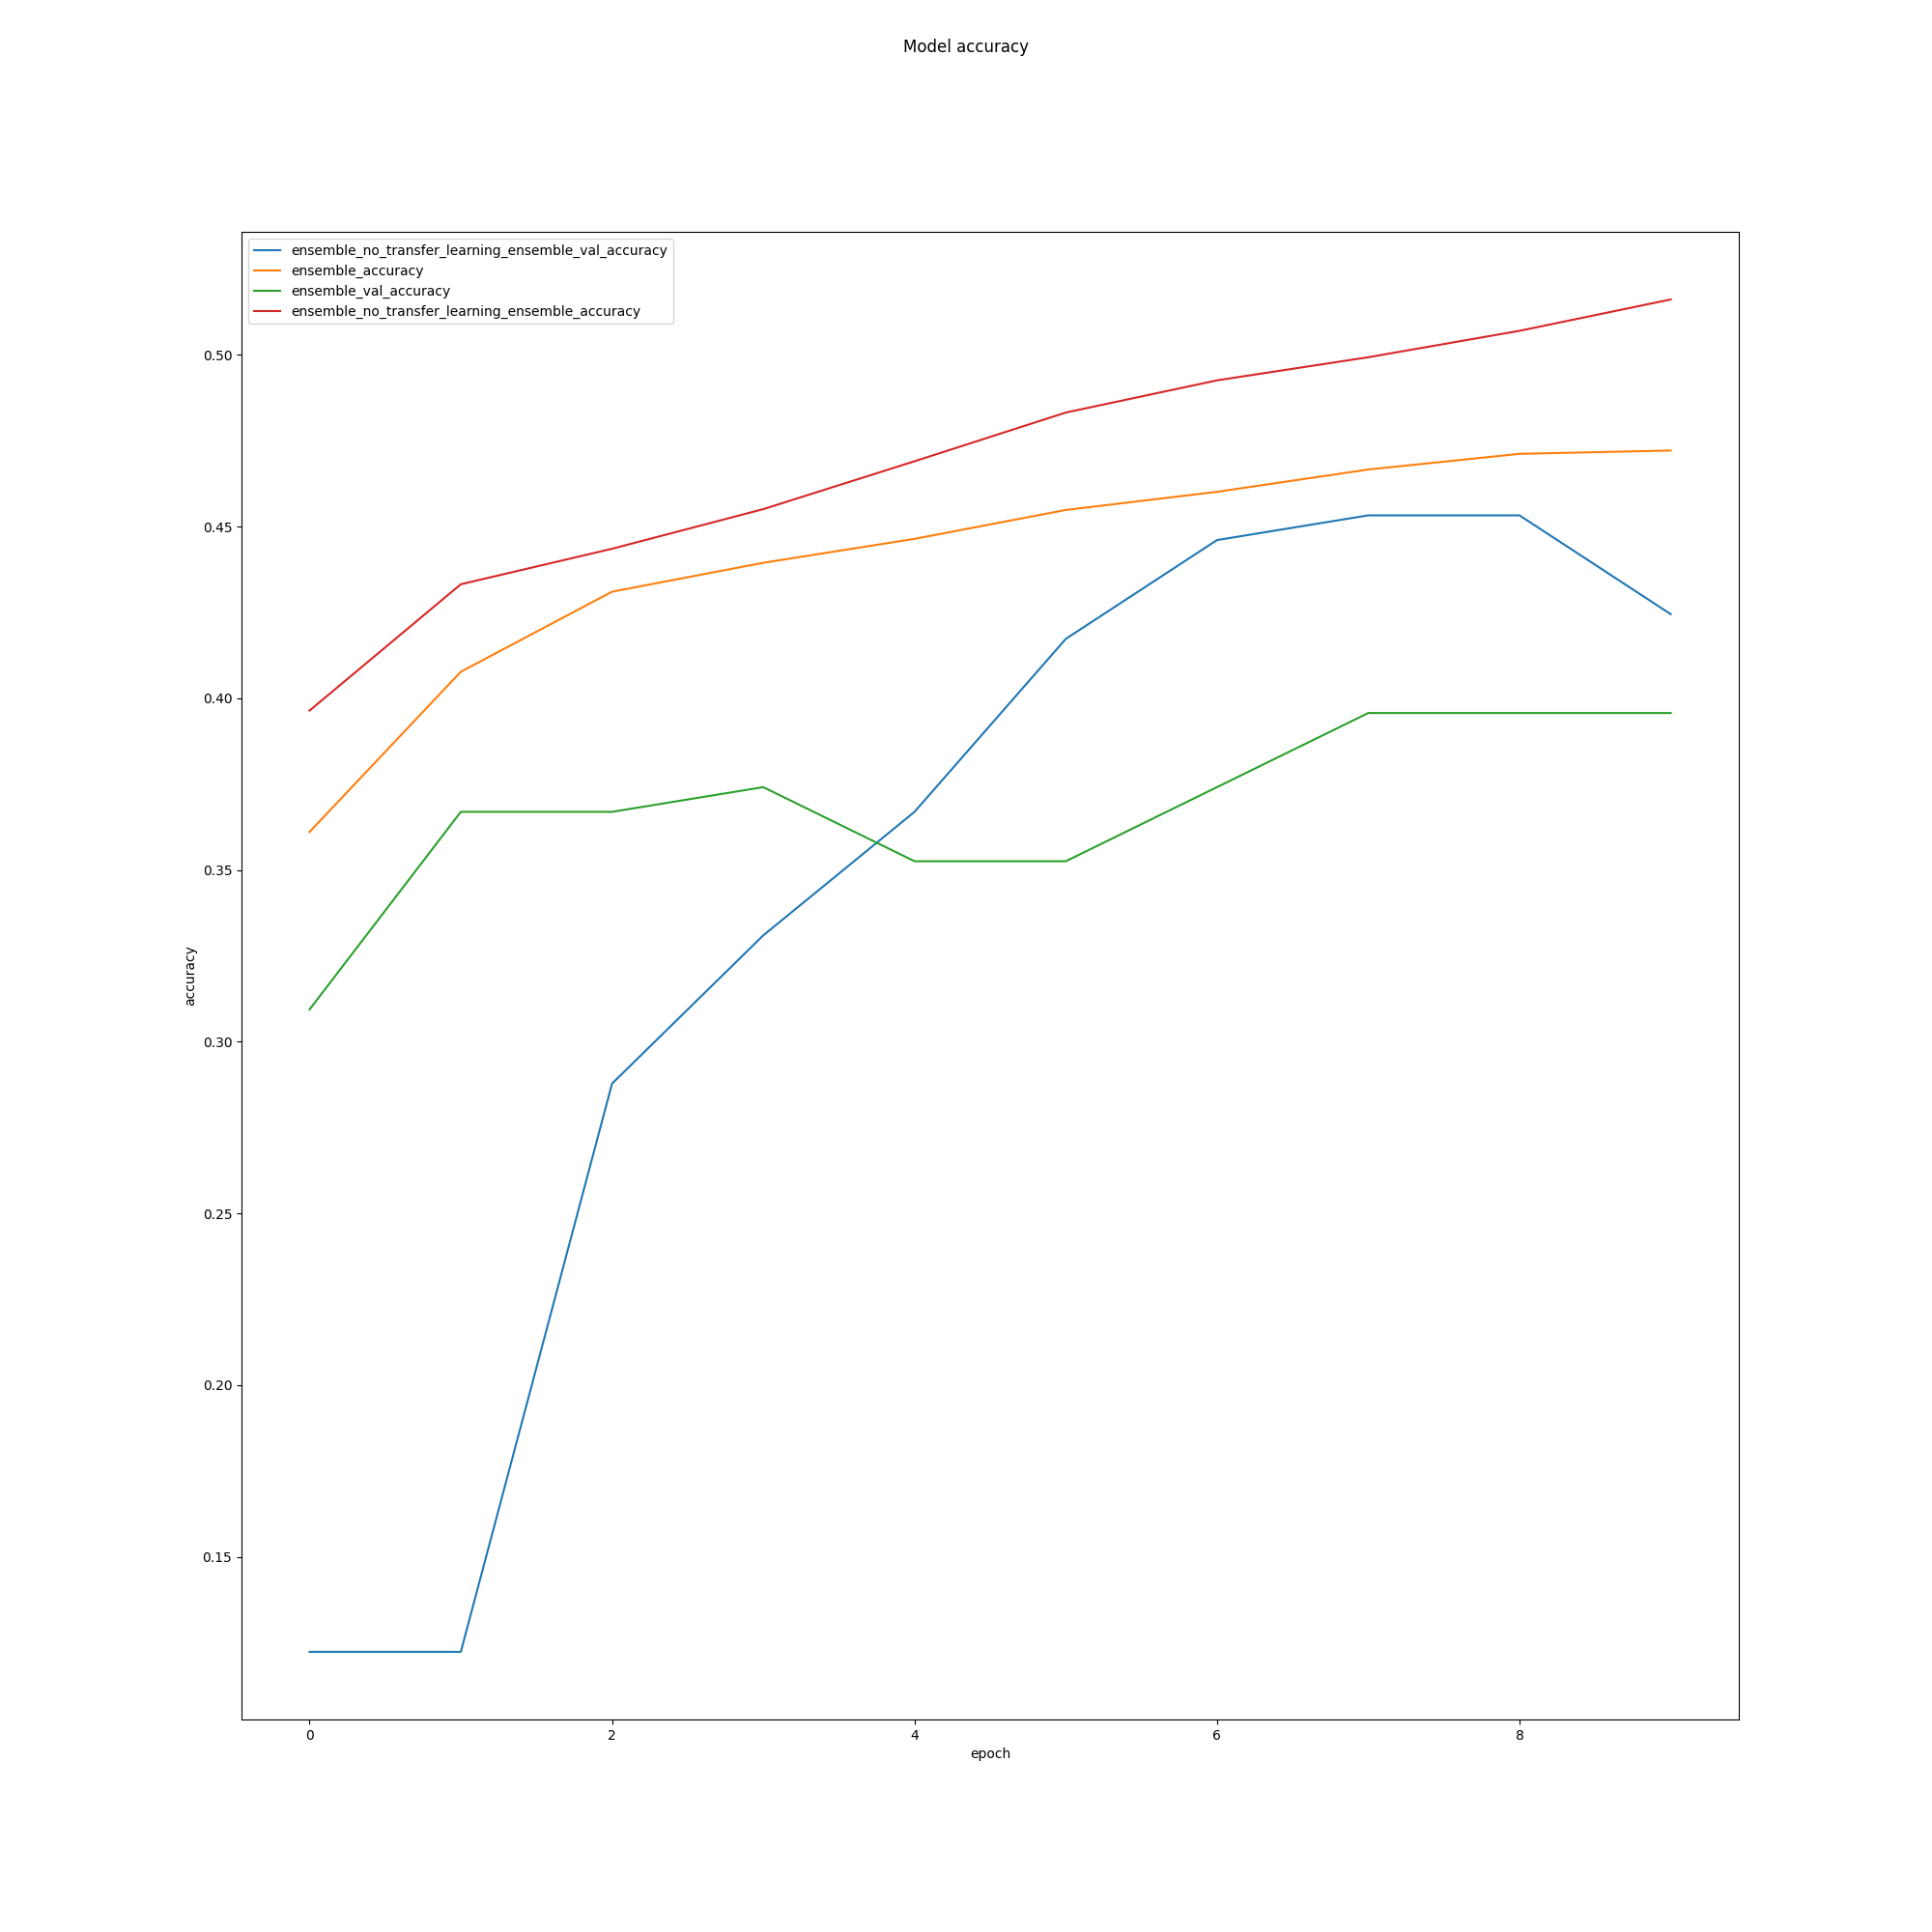 Model accuracy
ensemble_no_transfer_learning_ensemble_val_accuracy
ensemble_accuracy
ensemble_val_accuracy
ensemble_no_transfer_learning_ensemble_accuracy
0.50
0.45
0.40
0.35
0.30
0.25
0.20
0.15
accuracy
0 2 4 6 8
epoch